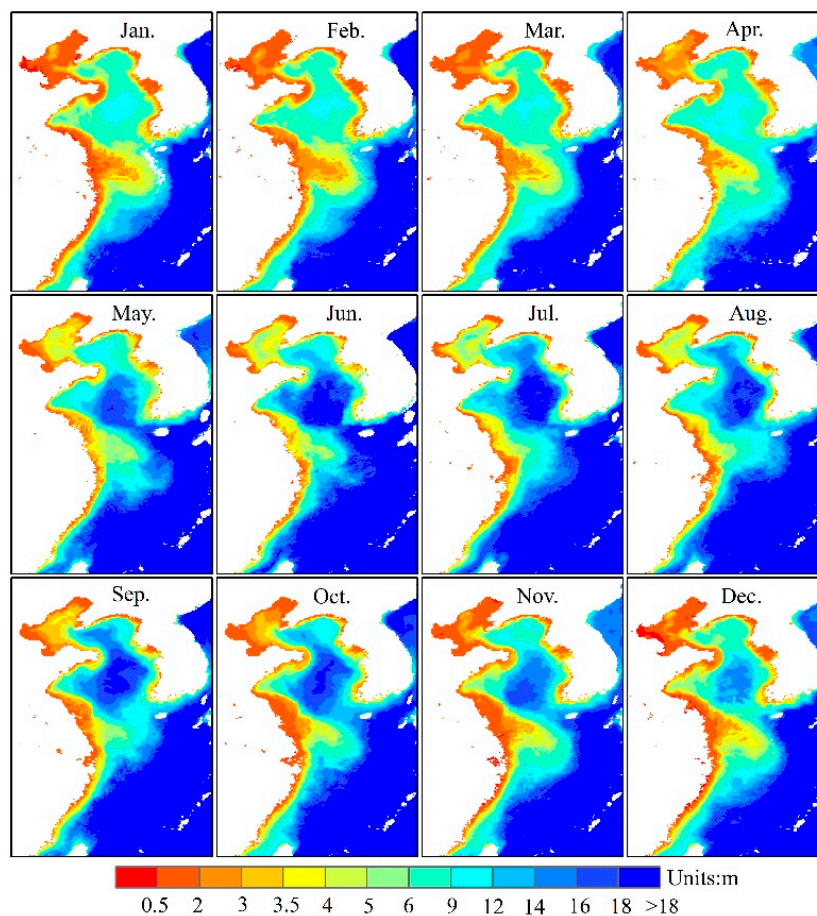 Jan. Feb. Mar. Apr.
May. Jun. Jul. Aug.
Sep. Oct. Nov. Dec.
Units:m
0.5 2 3 3.5 4 5 6 9 12 14 16 18 >18